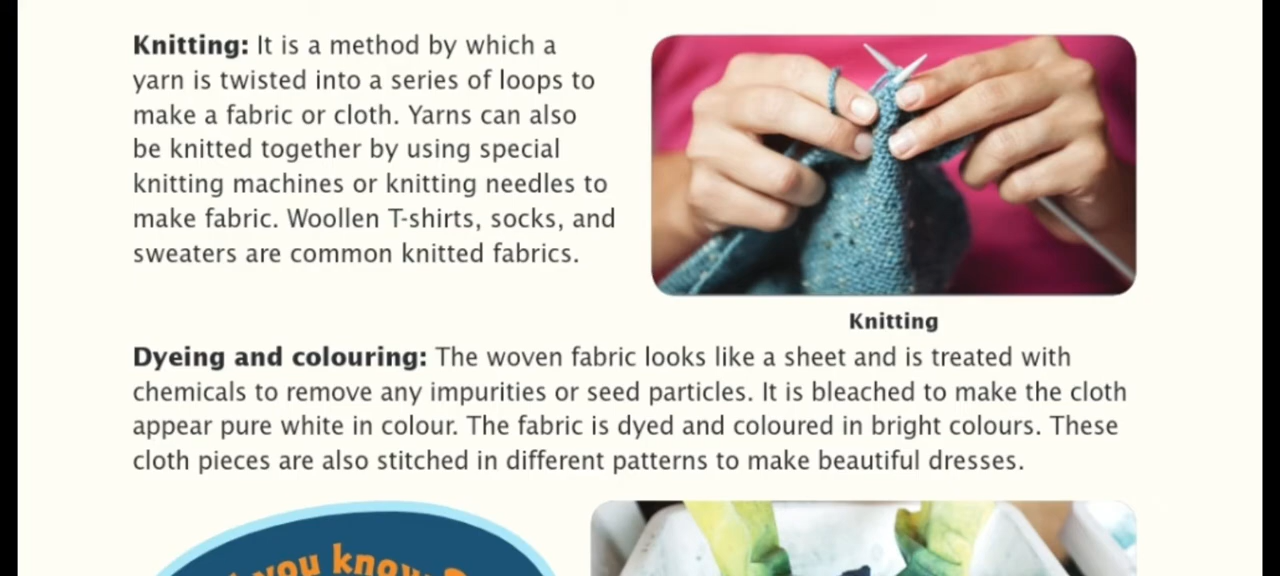 Knitting: It is a method by which a
yarn is twisted into a series of loops to
make a fabric or cloth. Yarns can also
be knitted together by using special
knitting machines or knitting needles to
make fabric. Woollen T-shirts, socks, and
sweaters are common knitted fabrics.
Knitting
Dyeing and colouring: The woven fabric looks like a sheet and is treated with
chemicals to remove any impurities or seed particles. It is bleached to make the cloth
appear pure white in colour. The fabric is dyed and coloured in bright colours. These
cloth pieces are also stitched in different patterns to make beautiful dresses.
you know?